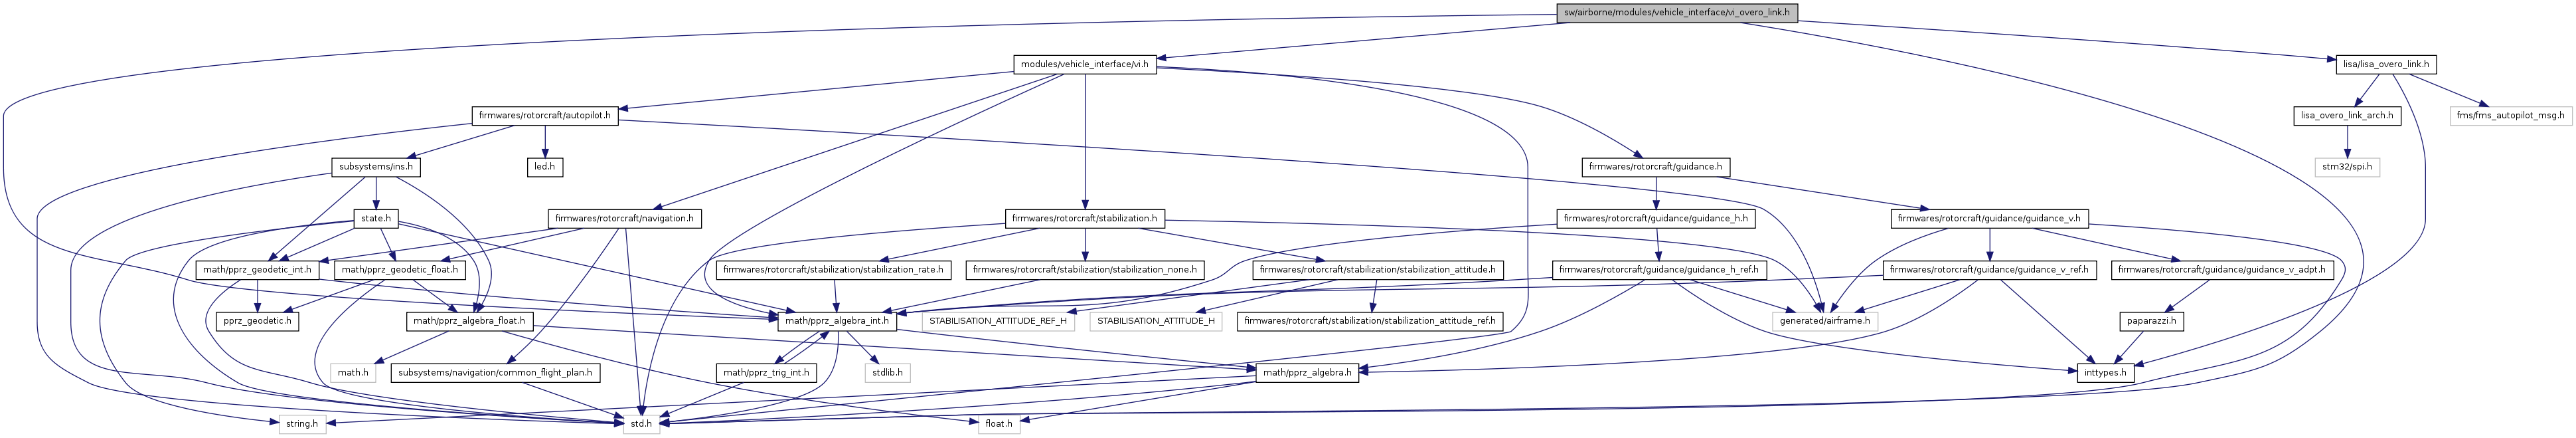 sw/airborne/modules/vehicle_interface/vi_overo_link.h
modules/vehicle_interface/vi.h
lisa/lisa_overo_link.h
firmwares/rotorcraft/autopilot.h
lisa_overo_link_arch.h
fms/fms_autopilot_msg.h
subsystems/ins.h
led.h
firmwares/rotorcraft/guidance.h
stm32/spi.h
state.h
firmwares/rotorcraft/navigation.h
firmwares/rotorcraft/stabilization.h
firmwares/rotorcraft/guidance/guidance_h.h
firmwares/rotorcraft/guidance/guidance_v.h
math/pprz_geodetic_int.h
math/pprz_geodetic_float.h
firmwares/rotorcraft/stabilization/stabilization_rate.h
firmwares/rotorcraft/stabilization/stabilization_none.h
firmwares/rotorcraft/stabilization/stabilization_attitude.h
firmwares/rotorcraft/guidance/guidance_h_ref.h
firmwares/rotorcraft/guidance/guidance_v_ref.h
firmwares/rotorcraft/guidance/guidance_v_adpt.h
pprz_geodetic.h
math/pprz_algebra_float.h
math/pprz_algebra_int.h
STABILISATION_ATTITUDE_REF_H
STABILISATION_ATTITUDE_H
firmwares/rotorcraft/stabilization/stabilization_attitude_ref.h
generated/airframe.h
paparazzi.h
math.h
subsystems/navigation/common_flight_plan.h
math/pprz_trig_int.h
stdlib.h
math/pprz_algebra.h
inttypes.h
string.h
std.h
float.h